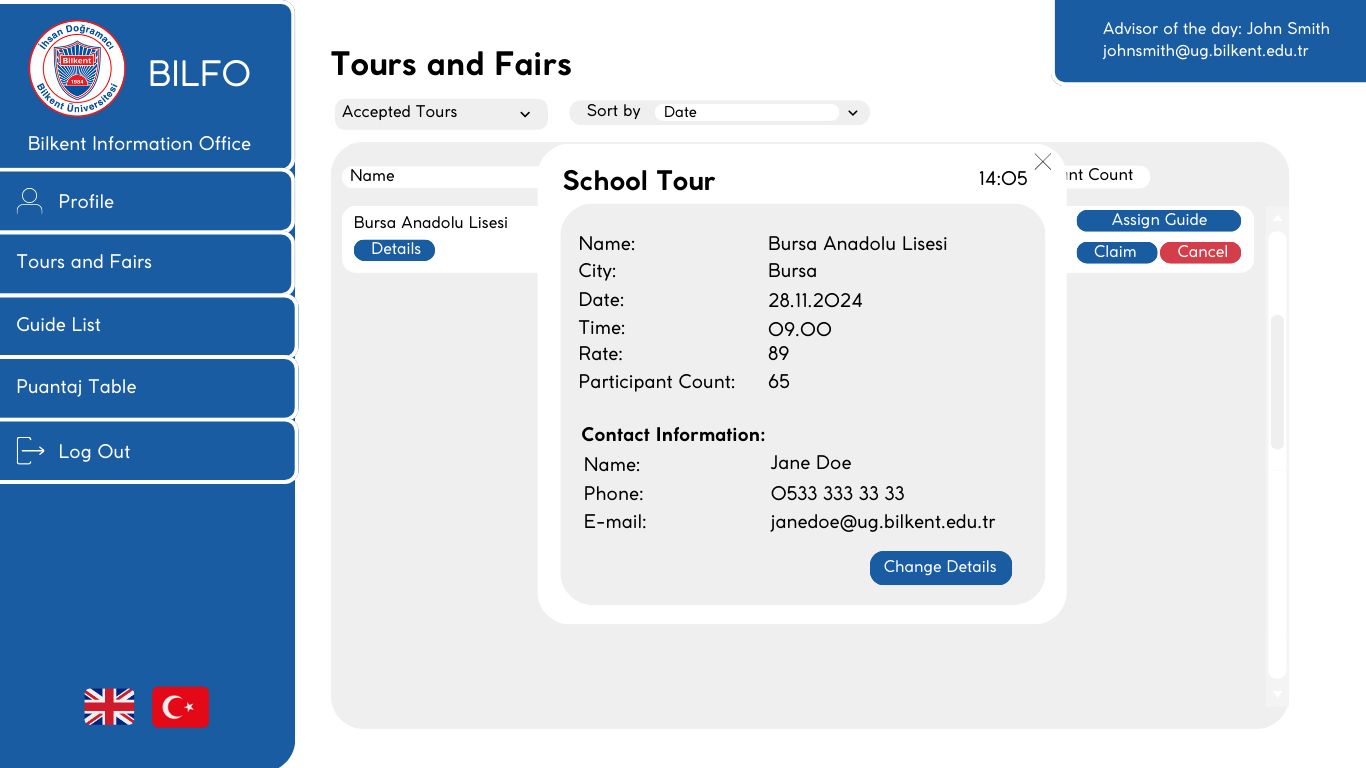 İhsan Doğramacı
Bilkent
1984
Bilkent Üniversitesi
BILFO
Bilkent Information Office
Profile
Tours and Fairs
Guide List
Puantaj Table
Log Out
Advisor of the day: John Smith
johnsmith@ug.bilkent.edu.tr
Tours and Fairs
Accepted Tours
Sort by Date
Name
nt Count
Bursa Anadolu Lisesi
Details
Assign Guide
Claim Cancel
School Tour 14:05
Name: Bursa Anadolu Lisesi
City: Bursa
Date: 28.11.2024
Time: 09.00
Rate: 89
Participant Count: 65
Contact Information:
Name: Jane Doe
Phone: 0533 333 33 33
E-mail: janedoe@ug.bilkent.edu.tr
Change Details